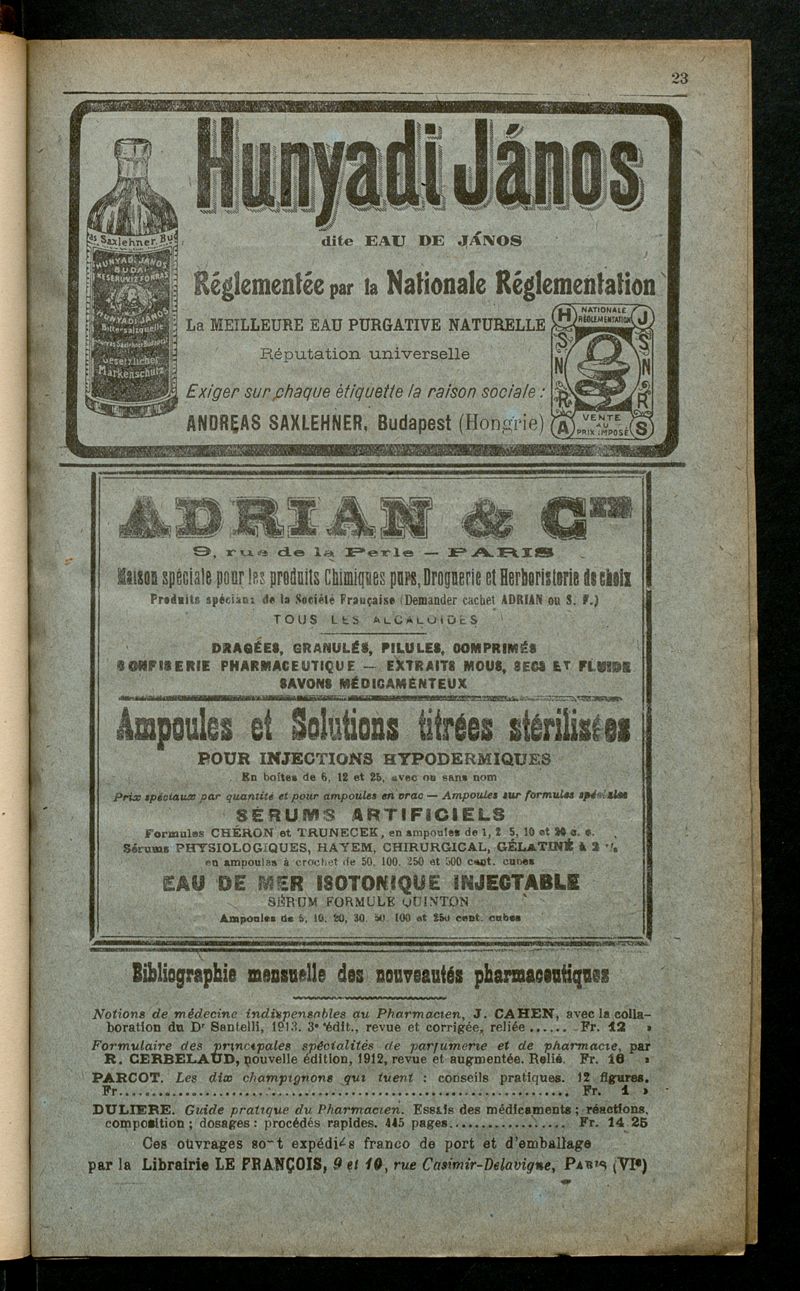 23
Hunyadi János
dite EAU DE JÁNOS
Réglementée par la Nationale Réglementation
La MEILLEURE EAU PURGATIVE NATURELLE
Réputation universelle
Exiger sur chaque étiquette la raison sociale :
ANDREAS SAXLEHNER, Budapest (Hongrie)
as Saxlehner Bud
HUNYADI JÁNOS
BUDAI
KESERUVIZ FORRAS
HUNYADI JÁNOS
Bittersalzquelle
Gesetzlicher
Markenschutz
H NATIONALE J
RÉGLEMENTATION
S S
N N
R R
A VENTE S
AU
PRIX IMPOSÉ
ADRIAN & Cie
9, rue de la Perle — PARIS
Maison spéciale pour les produits Chimiques purs, Droguerie et Herboristerie de choix
Produits spéciaux de la Société Française (Demander cachet ADRIAN ou S. F.)
TOUS LES ALCALOIDES
DRAGÉES, GRANULÉS, PILULES, COMPRIMÉS
CONFISERIE PHARMACEUTIQUE — EXTRAITS MOUS, SECS ET FLUIDE
SAVONS MÉDICAMENTEUX
Ampoules et Solutions titrées stérilisées
POUR INJECTIONS HYPODERMIQUES
En boîtes de 6, 12 et 25, avec ou sans nom
Prix spéciaux par quantité et pour ampoules en vrac — Ampoules sur formules spéciales
SÉRUMS ARTIFICIELS
Formules CHÉRON et TRUNECEK, en ampoules de 1, 2 5, 10 et 20 c. c.
Sérums PHYSIOLOGIQUES, HAYEM, CHIRURGICAL, GÉLATINÉ à 2 %
en ampoules à crochet de 50, 100, 250 et 500 cent. cubes
EAU DE MER ISOTONIQUE INJECTABLE
SÉRUM FORMULE QUINTON
Ampoules de 5, 10, 20, 30, 50, 100 et 250 cent. cubes
Bibliographie mensuelle des nouveautés pharmaceutiques
Notions de médecine indispensables au Pharmacien, J. CAHEN, avec la colla-
boration du Dr Santelli, 1913. 3e édit., revue et corrigée, reliée ...... Fr. 12 »
Formulaire des principales spécialités de parfumerie et de pharmacie, par
R. CERBELAUD, nouvelle édition, 1912, revue et augmentée. Relié. Fr. 16 »
PARCOT. Les dix champignons qui tuent : conseils pratiques. 12 figures.
Fr.................................................................. Fr. 1 »
DULIERE. Guide pratique du Pharmacien. Essais des médicaments ; réactions,
composition ; dosages : procédés rapides. 445 pages.................. Fr. 14 25
Ces ouvrages sont expédiés franco de port et d'emballage
par la Librairie LE FRANÇOIS, 9 et 10, rue Casimir-Delavigne, PARIS (VIe)